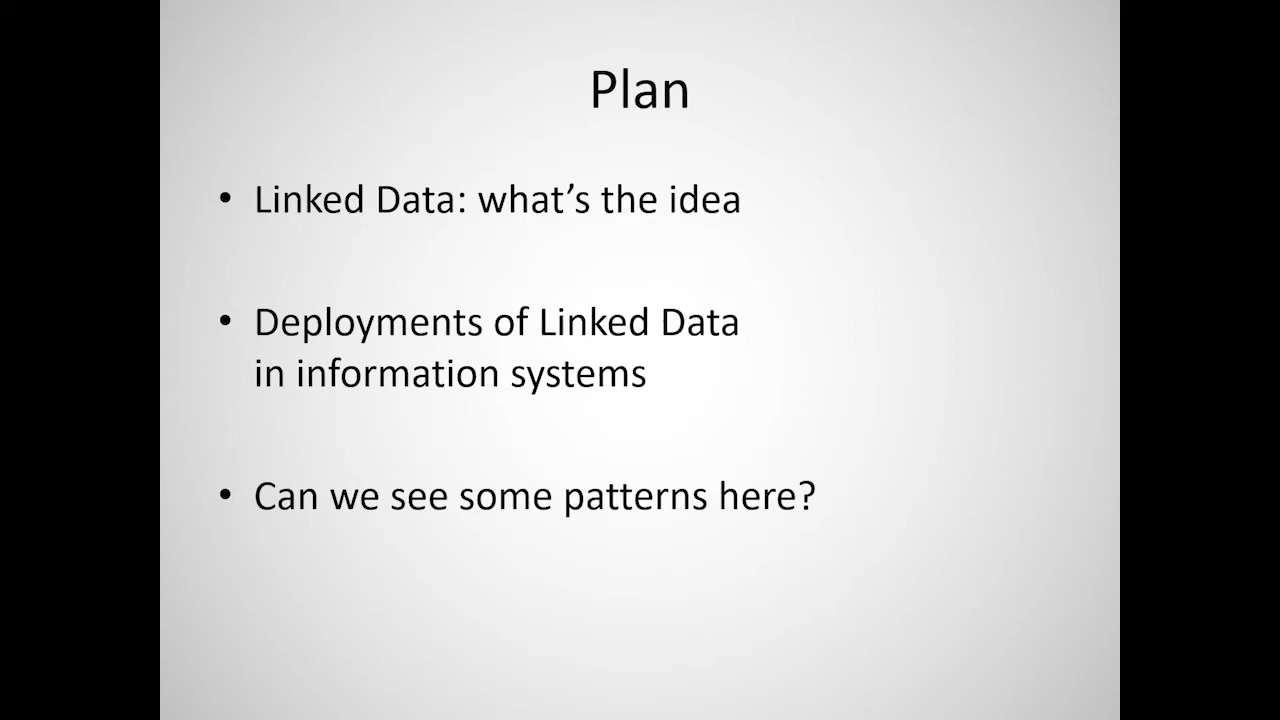 Plan
• Linked Data: what’s the idea
• Deployments of Linked Data
in information systems
• Can we see some patterns here?